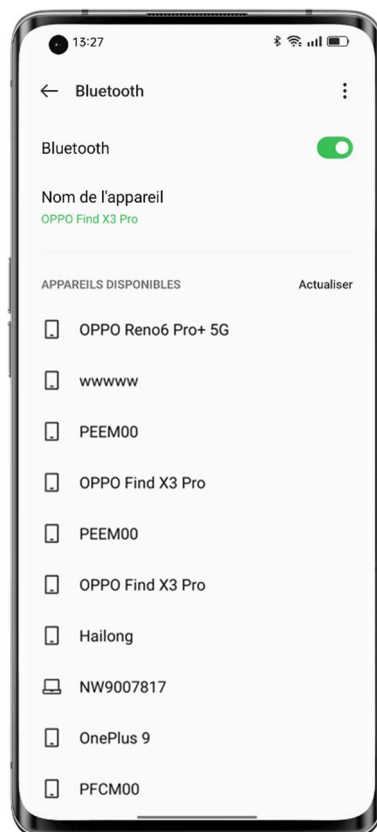 13:27
Bluetooth
Bluetooth
Nom de l'appareil
OPPO Find X3 Pro
APPAREILS DISPONIBLES Actualiser
OPPO Reno6 Pro+ 5G
wwwww
PEEM00
OPPO Find X3 Pro
PEEM00
OPPO Find X3 Pro
Hailong
NW9007817
OnePlus 9
PFCM00